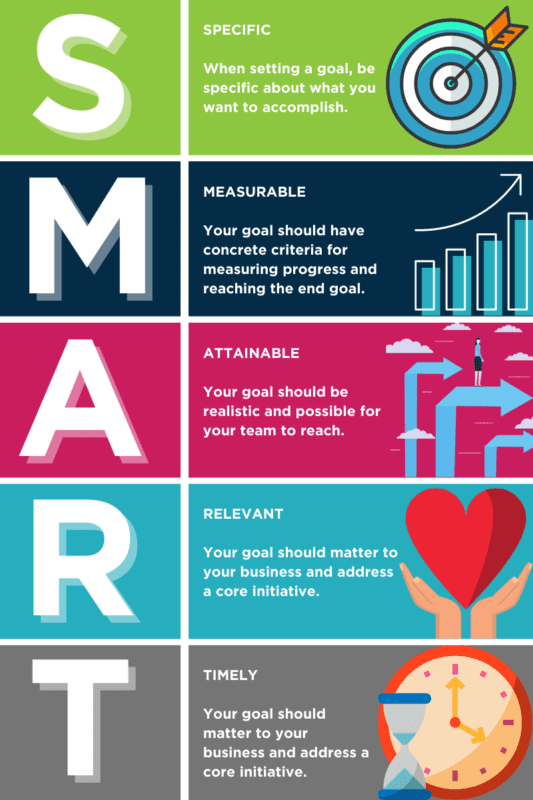 S
SPECIFIC
When setting a goal, be
specific about what you
want to accomplish.
M
MEASURABLE
Your goal should have
concrete criteria for
measuring progress and
reaching the end goal.
A
ATTAINABLE
Your goal should be
realistic and possible for
your team to reach.
R
RELEVANT
Your goal should matter to
your business and address
a core initiative.
T
TIMELY
Your goal should
matter to your
business and address a
core initiative.